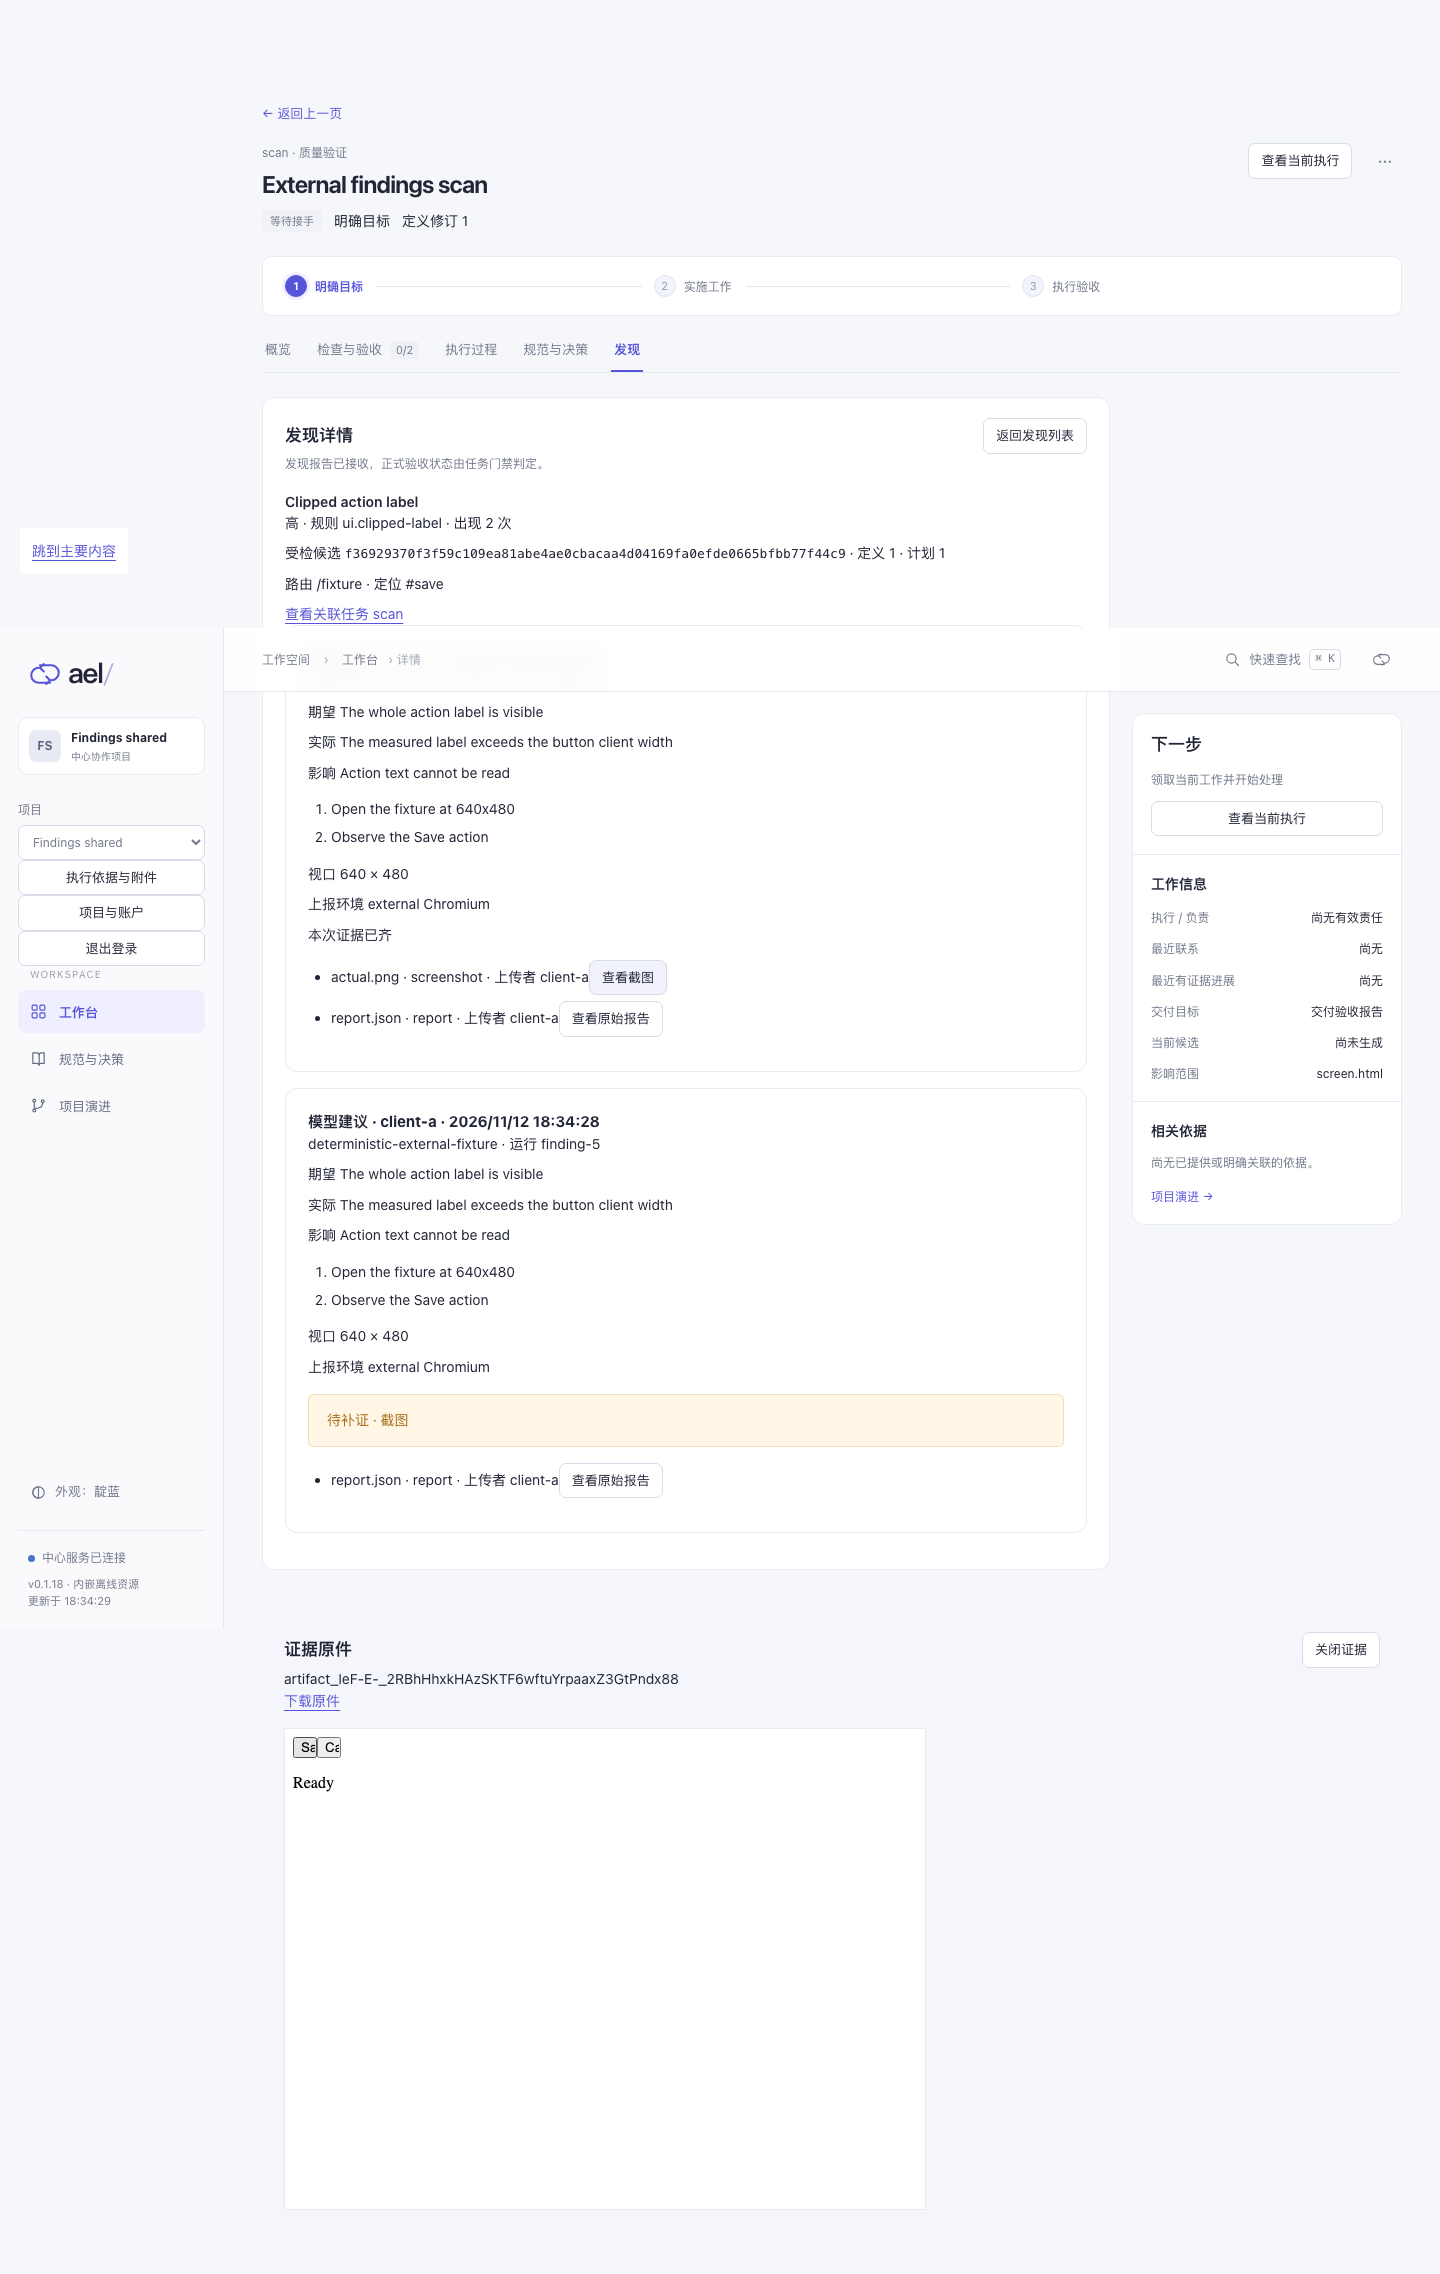 ← 返回上一页
scan · 质量验证
External findings scan
等待接手 明确目标 定义修订 1
查看当前执行 ···
1 明确目标
2 实施工作
3 执行验收
概览 检查与验收 0/2 执行过程 规范与决策 发现
发现详情
返回发现列表
发现报告已接收，正式验收状态由任务门禁判定。
Clipped action label
高 · 规则 ui.clipped-label · 出现 2 次
受检候选 f36929370f3f59c109ea81abe4ae0cbacaa4d04169fa0efde0665bfbb77f44c9 · 定义 1 · 计划 1
路由 /fixture · 定位 #save
查看关联任务 scan
跳到主要内容
工作空间 › 工作台 › 详情
快速查找 ⌘ K
ael/
FS
Findings shared
中心协作项目
项目
Findings shared
执行依据与附件
项目与账户
退出登录
WORKSPACE
工作台
规范与决策
项目演进
外观：靛蓝
中心服务已连接
v0.1.18 · 内嵌离线资源
更新于 18:34:29
期望 The whole action label is visible
实际 The measured label exceeds the button client width
影响 Action text cannot be read
1. Open the fixture at 640x480
2. Observe the Save action
视口 640 × 480
上报环境 external Chromium
本次证据已齐
• actual.png · screenshot · 上传者 client-a 查看截图
• report.json · report · 上传者 client-a 查看原始报告
模型建议 · client-a · 2026/11/12 18:34:28
deterministic-external-fixture · 运行 finding-5
期望 The whole action label is visible
实际 The measured label exceeds the button client width
影响 Action text cannot be read
1. Open the fixture at 640x480
2. Observe the Save action
视口 640 × 480
上报环境 external Chromium
待补证 · 截图
• report.json · report · 上传者 client-a 查看原始报告
下一步
领取当前工作并开始处理
查看当前执行
工作信息
执行 / 负责 尚无有效责任
最近联系 尚无
最近有证据进展 尚无
交付目标 交付验收报告
当前候选 尚未生成
影响范围 screen.html
相关依据
尚无已提供或明确关联的依据。
项目演进 →
证据原件
关闭证据
artifact_IeF-E-_2RBhHhxkHAzSKTF6wftuYrpaaxZ3GtPndx88
下载原件
Sa Ca
Ready